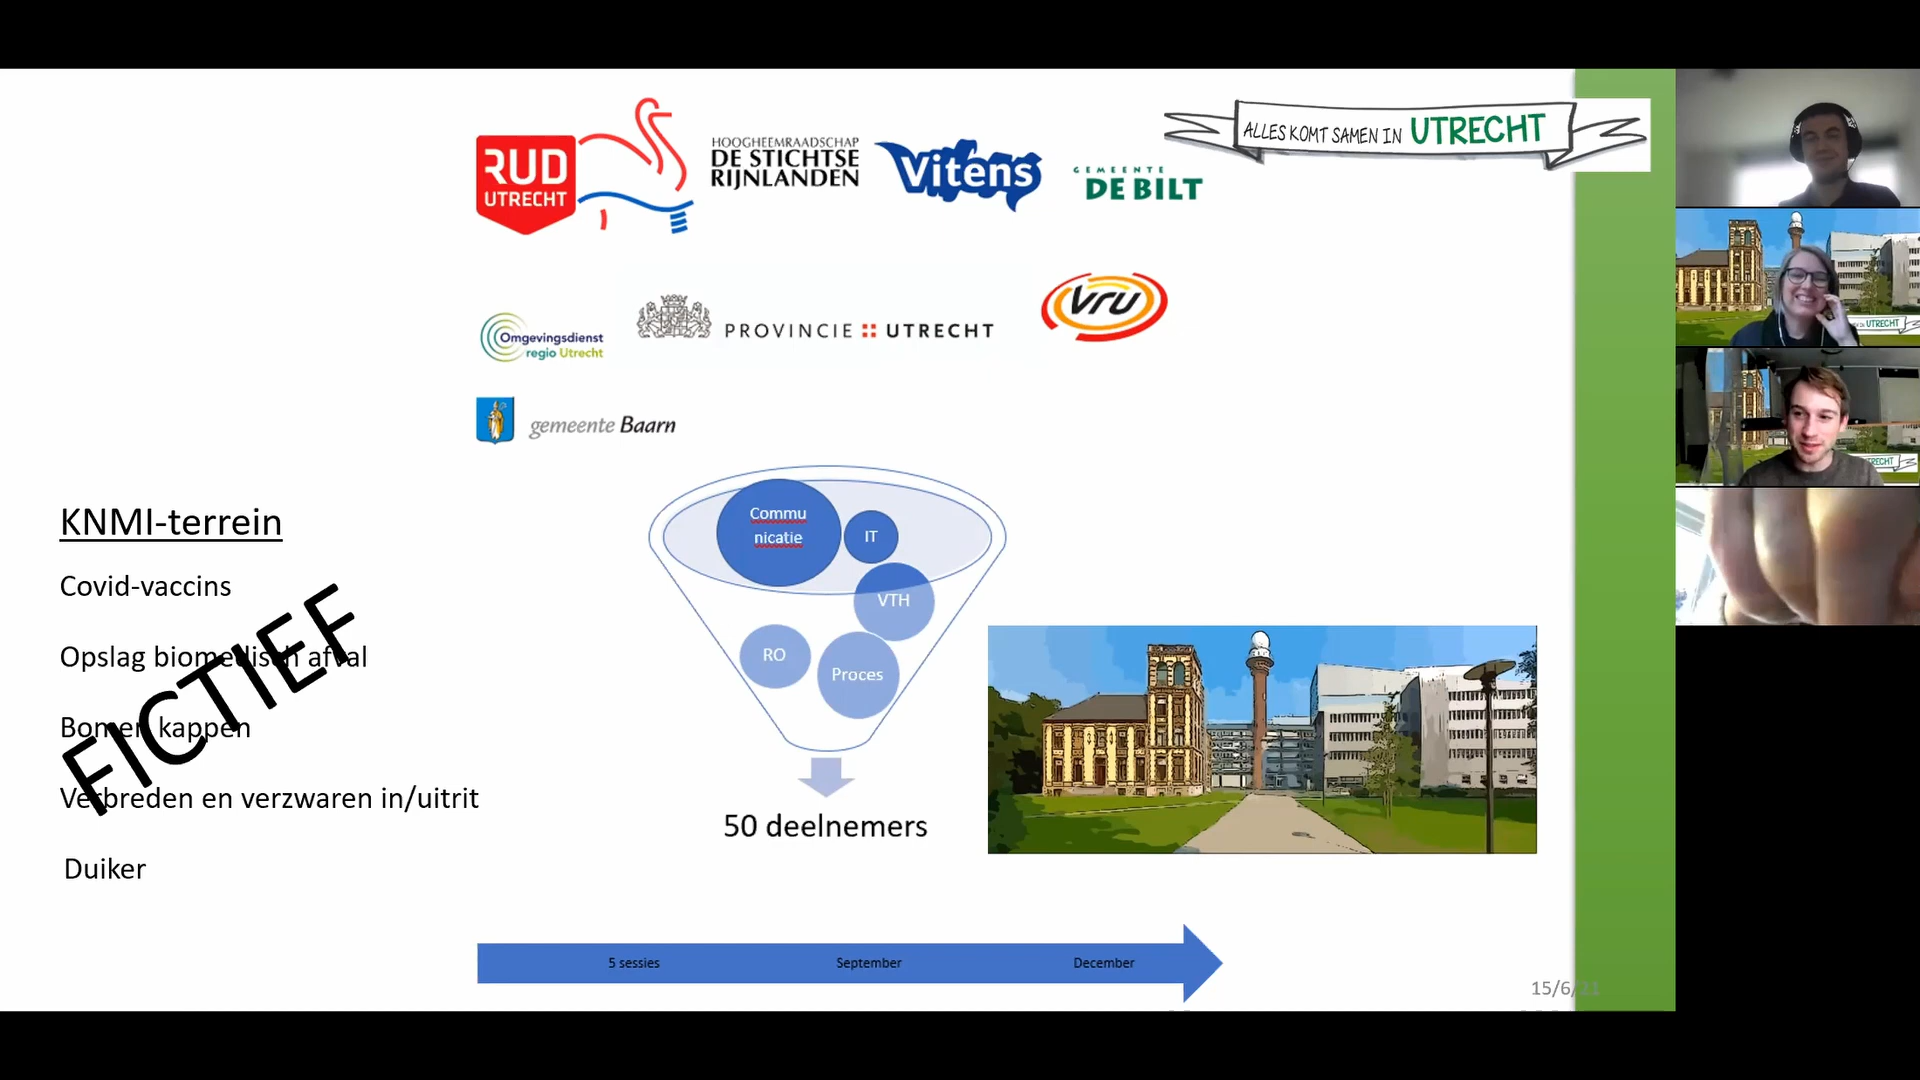 RUD
UTRECHT
HOOGHEEMRAADSCHAP
DE STICHTSE
RIJNLANDEN
Vitens
GEMEENTE
DE BILT
ALLES KOMT SAMEN IN UTRECHT
Omgevingsdienst
regio Utrecht
PROVINCIE UTRECHT
vru
gemeente Baarn
KNMI-terrein
Covid-vaccins
Opslag biomedisch afval
Bomen kappen
Verbreden en verzwaren in/uitrit
Duiker
FICTIEF
Commu
nicatie
IT
VTH
RO
Proces
50 deelnemers
5 sessies
September
December
15/6/21
UTRECHT